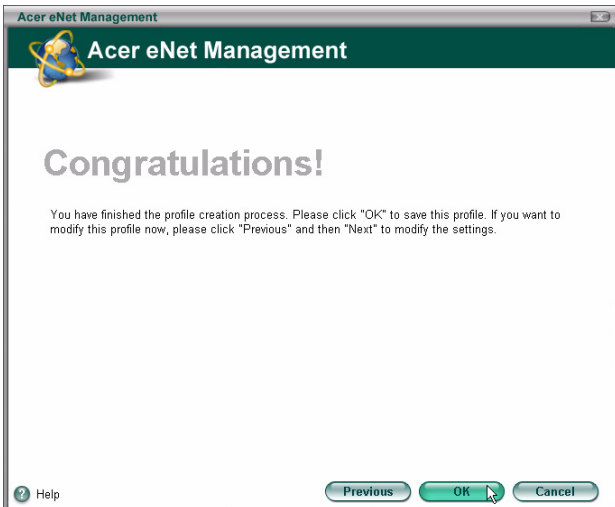 Acer eNet Management
Acer eNet Management
Congratulations!
You have finished the profile creation process. Please click "OK" to save this profile. If you want to
modify this profile now, please click "Previous" and then "Next" to modify the settings.
? Help
Previous OK Cancel